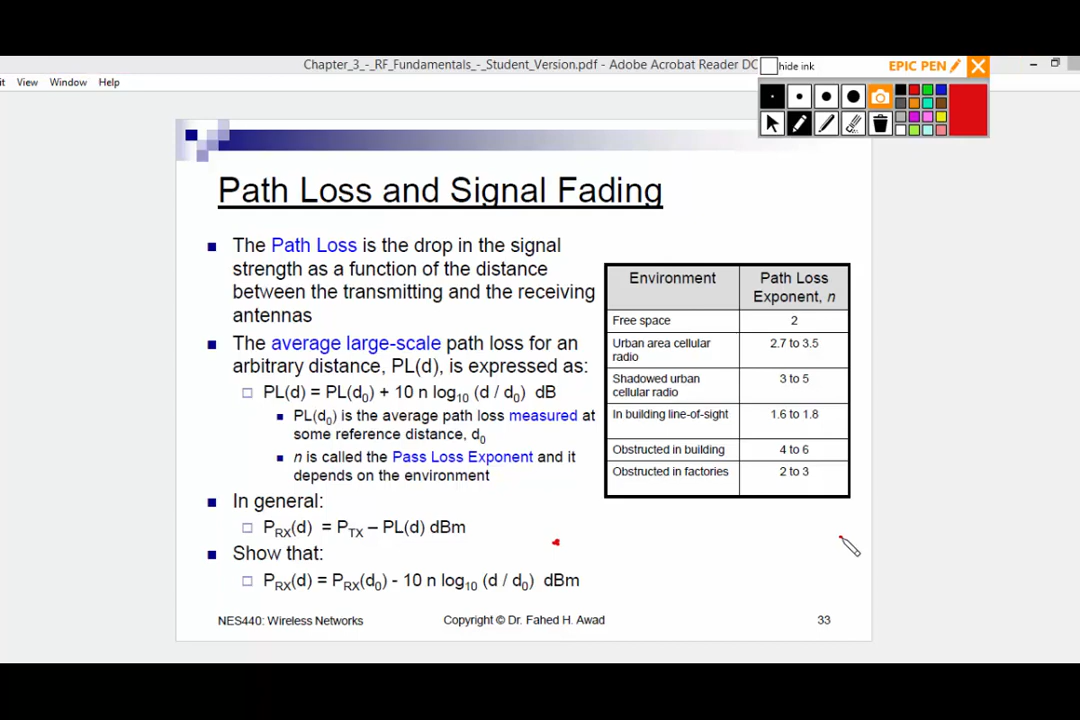 Chapter_3_-_RF_Fundamentals_-_Student_Version.pdf - Adobe Acrobat Reader DC
hide ink
EPIC PEN
View Window Help
Path Loss and Signal Fading
The Path Loss is the drop in the signal
strength as a function of the distance
between the transmitting and the receiving
antennas
The average large-scale path loss for an
arbitrary distance, PL(d), is expressed as:
PL(d) = PL(d0) + 10 n log10 (d / d0) dB
PL(d0) is the average path loss measured at
some reference distance, d0
n is called the Pass Loss Exponent and it
depends on the environment
In general:
PRX(d) = PTX – PL(d) dBm
Show that:
PRX(d) = PRX(d0) - 10 n log10 (d / d0) dBm
Environment
Path Loss
Exponent, n
Free space 2
Urban area cellular
radio
2.7 to 3.5
Shadowed urban
cellular radio
3 to 5
In building line-of-sight 1.6 to 1.8
Obstructed in building 4 to 6
Obstructed in factories 2 to 3
NES440: Wireless Networks Copyright © Dr. Fahed H. Awad 33